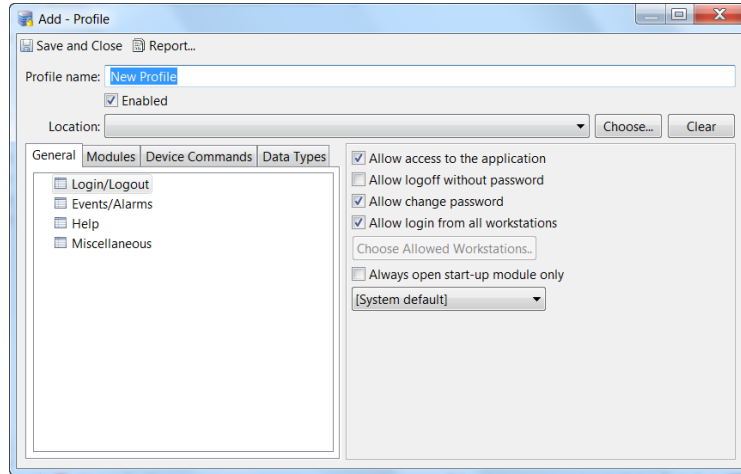 Add - Profile
Save and Close Report...
Profile name: New Profile
Enabled
Location: Choose... Clear
General Modules Device Commands Data Types
Login/Logout
Events/Alarms
Help
Miscellaneous
Allow access to the application
Allow logoff without password
Allow change password
Allow login from all workstations
Choose Allowed Workstations..
Always open start-up module only
[System default]